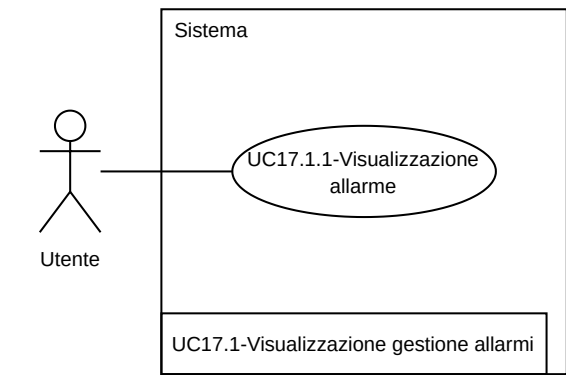 Sistema
UC17.1.1-Visualizzazione
allarme
Utente
UC17.1-Visualizzazione gestione allarmi